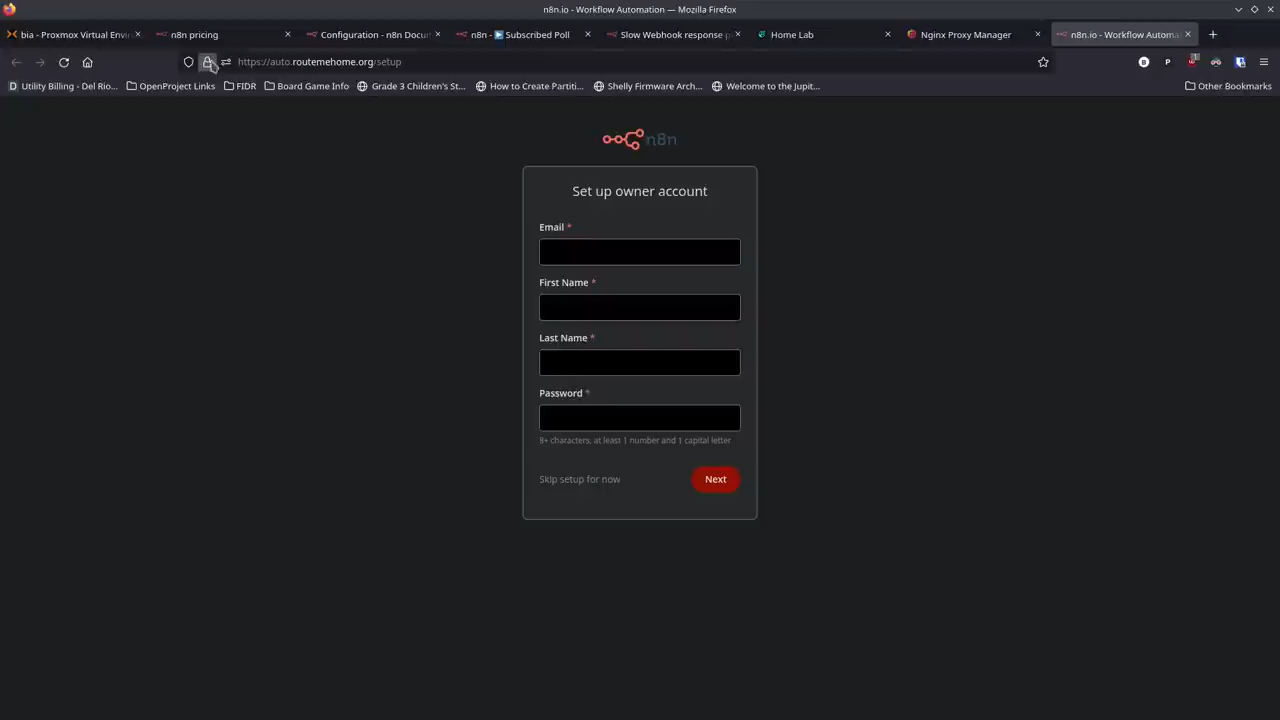 n8n.io - Workflow Automation — Mozilla Firefox
bia - Proxmox Virtual Envi
n8n pricing
Configuration - n8n Docum
n8n - ▶ Subscribed Poll
Slow Webhook response p
Home Lab
Nginx Proxy Manager
n8n.io - Workflow Automa
https://auto.routemehome.org/setup
Utility Billing - Del Rio...
OpenProject Links
FIDR
Board Game Info
Grade 3 Children's St...
How to Create Partiti...
Shelly Firmware Arch...
Welcome to the Jupit...
Other Bookmarks
n8n
Set up owner account
Email *
First Name *
Last Name *
Password *
8+ characters, at least 1 number and 1 capital letter
Skip setup for now
Next